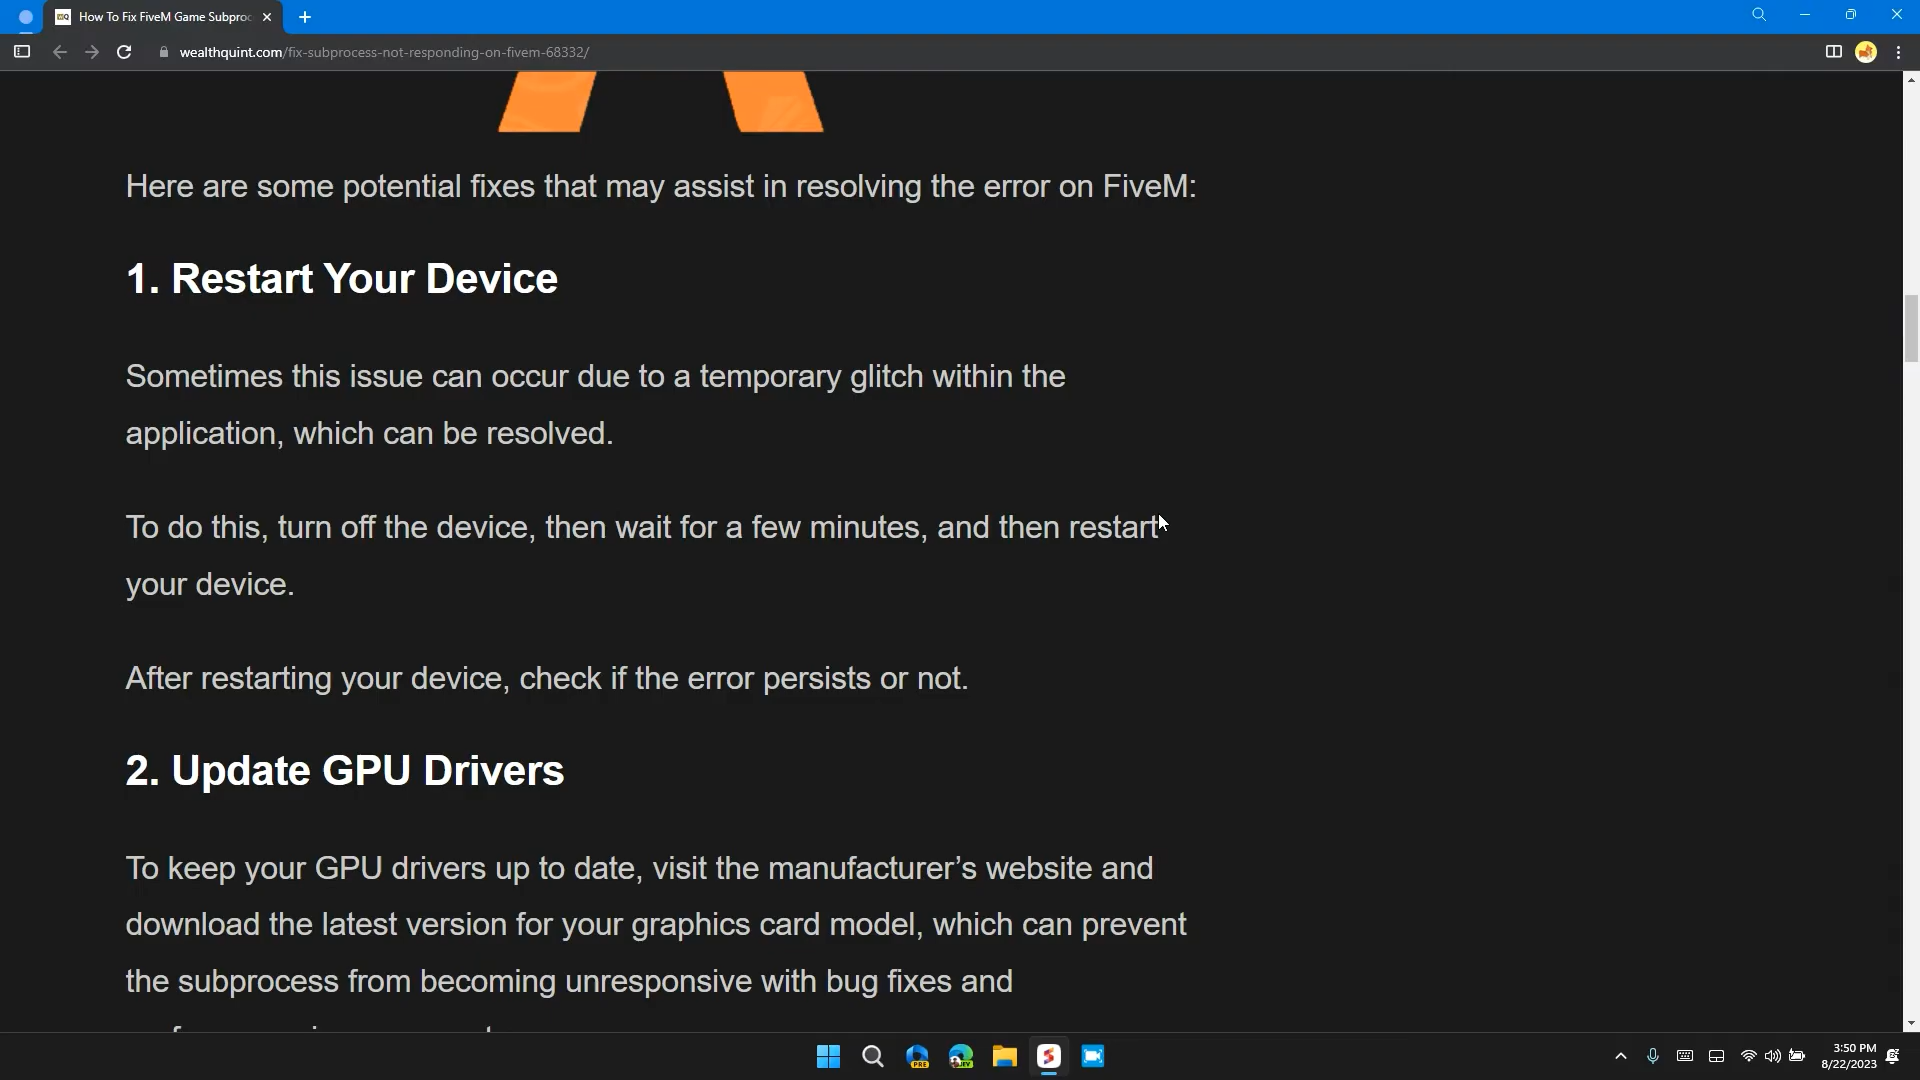 How To Fix FiveM Game Subproc
wealthquint.com/fix-subprocess-not-responding-on-fivem-68332/
Here are some potential fixes that may assist in resolving the error on FiveM:
1. Restart Your Device
Sometimes this issue can occur due to a temporary glitch within the
application, which can be resolved.
To do this, turn off the device, then wait for a few minutes, and then restart
your device.
After restarting your device, check if the error persists or not.
2. Update GPU Drivers
To keep your GPU drivers up to date, visit the manufacturer’s website and
download the latest version for your graphics card model, which can prevent
the subprocess from becoming unresponsive with bug fixes and
PRE
3:50 PM
8/22/2023